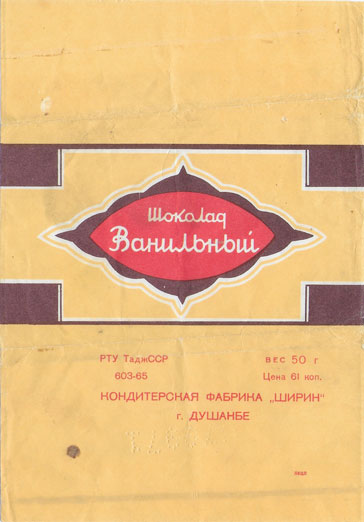 Шоколад
Ванильный
РТУ ТаджССР
603-65
ВЕС 50 г
Цена 61 коп.
КОНДИТЕРСКАЯ ФАБРИКА „ШИРИН"
г. ДУШАНБЕ